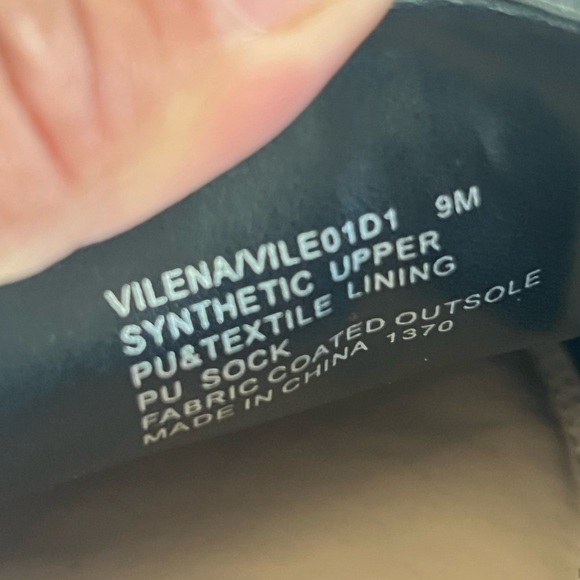 VILENA/VILE01D1 9M
SYNTHETIC UPPER
PU&TEXTILE LINING
PU SOCK
FABRIC COATED OUTSOLE
MADE IN CHINA 1370